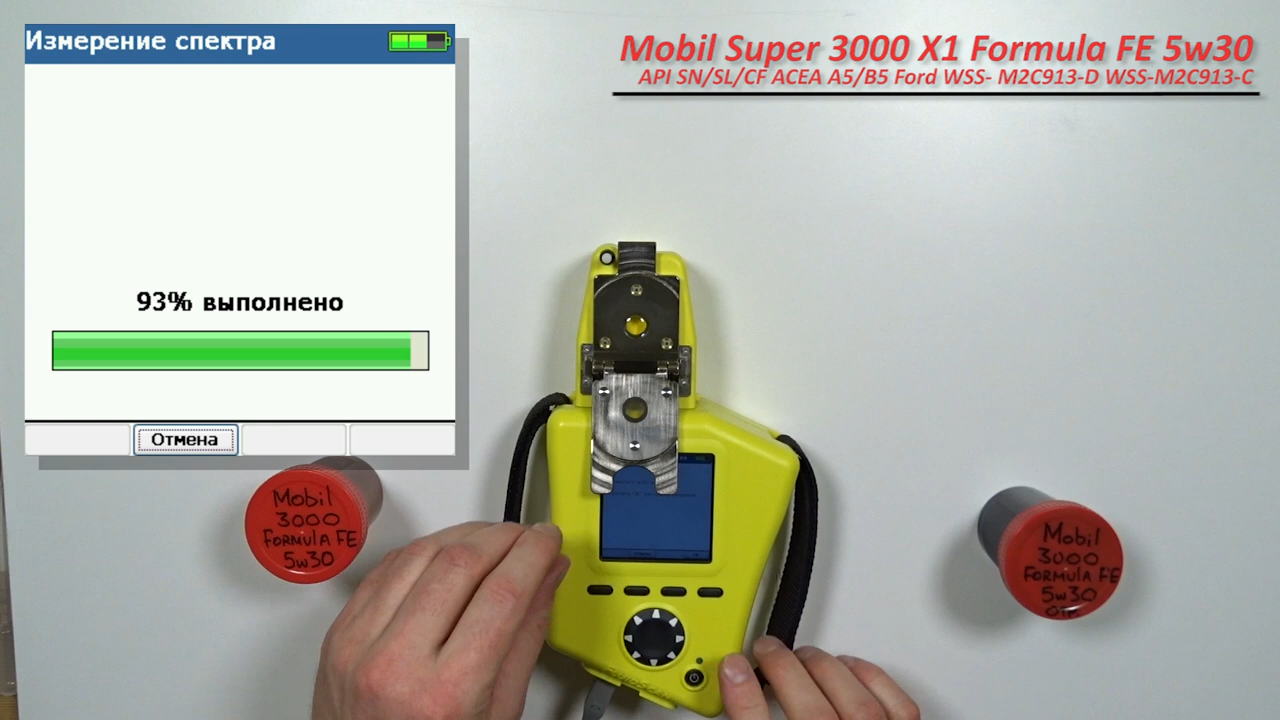 Измерение спектра
93% выполнено
Отмена
Mobil Super 3000 X1 Formula FE 5w30
API SN/SL/CF ACEA A5/B5 Ford WSS- M2C913-D WSS-M2C913-C
Mobil
3000
FORMULA FE
5w30
Mobil
3000
FORMULA FE
5w30